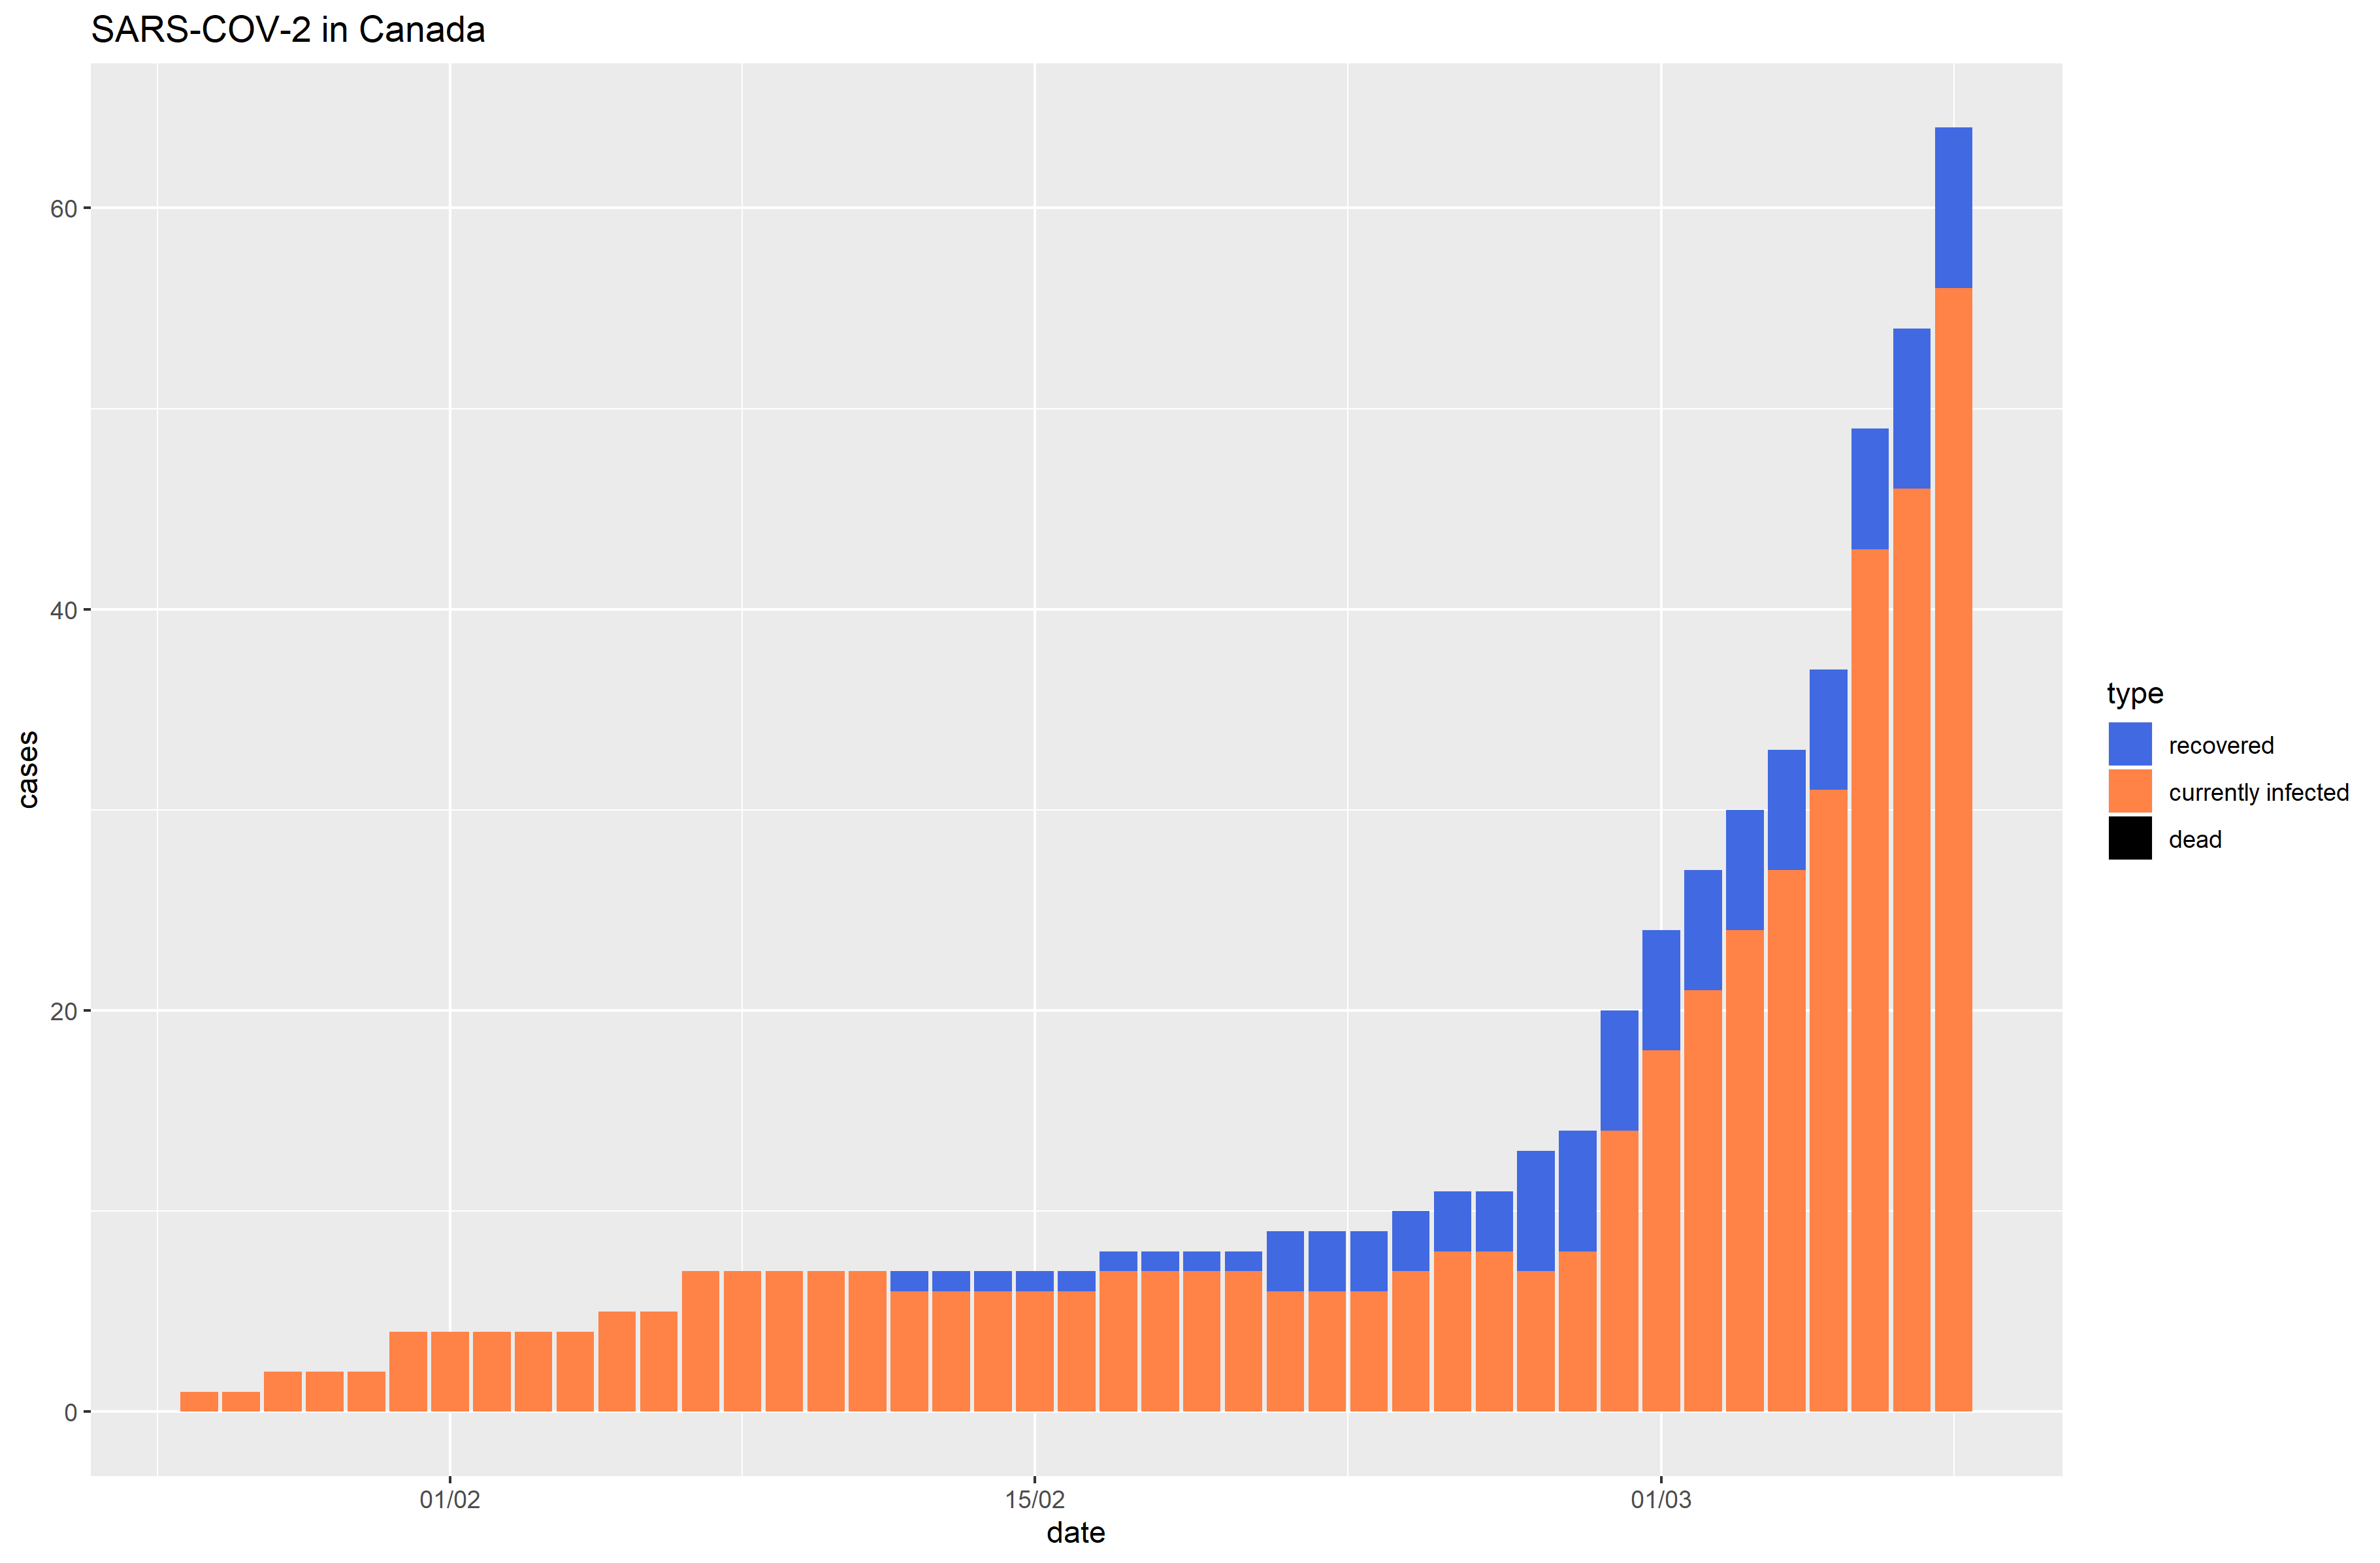 SARS-COV-2 in Canada
60
40
20
0
cases
01/02
15/02
01/03
date
type
recovered
currently infected
dead